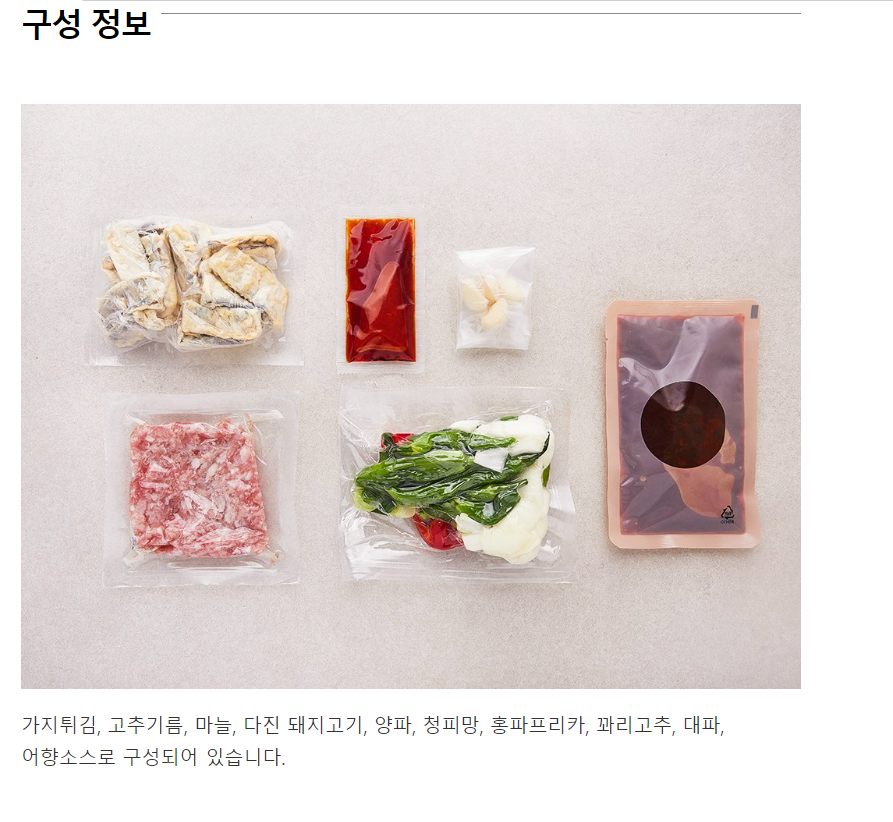 구성 정보
가지튀김, 고추기름, 마늘, 다진 돼지고기, 양파, 청피망, 홍파프리카, 꽈리고추, 대파,
어향소스로 구성되어 있습니다.